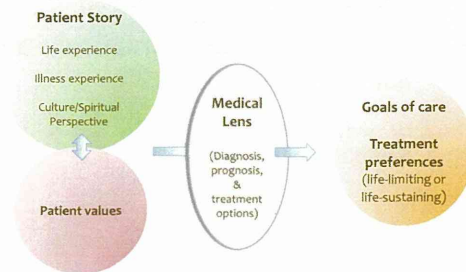 Patient Story
Life experience
Illness experience
Culture/Spiritual
Perspective
Patient values
Medical
Lens
(Diagnosis,
prognosis,
&
treatment
options)
Goals of care
Treatment
preferences
(life-limiting or
life-sustaining)